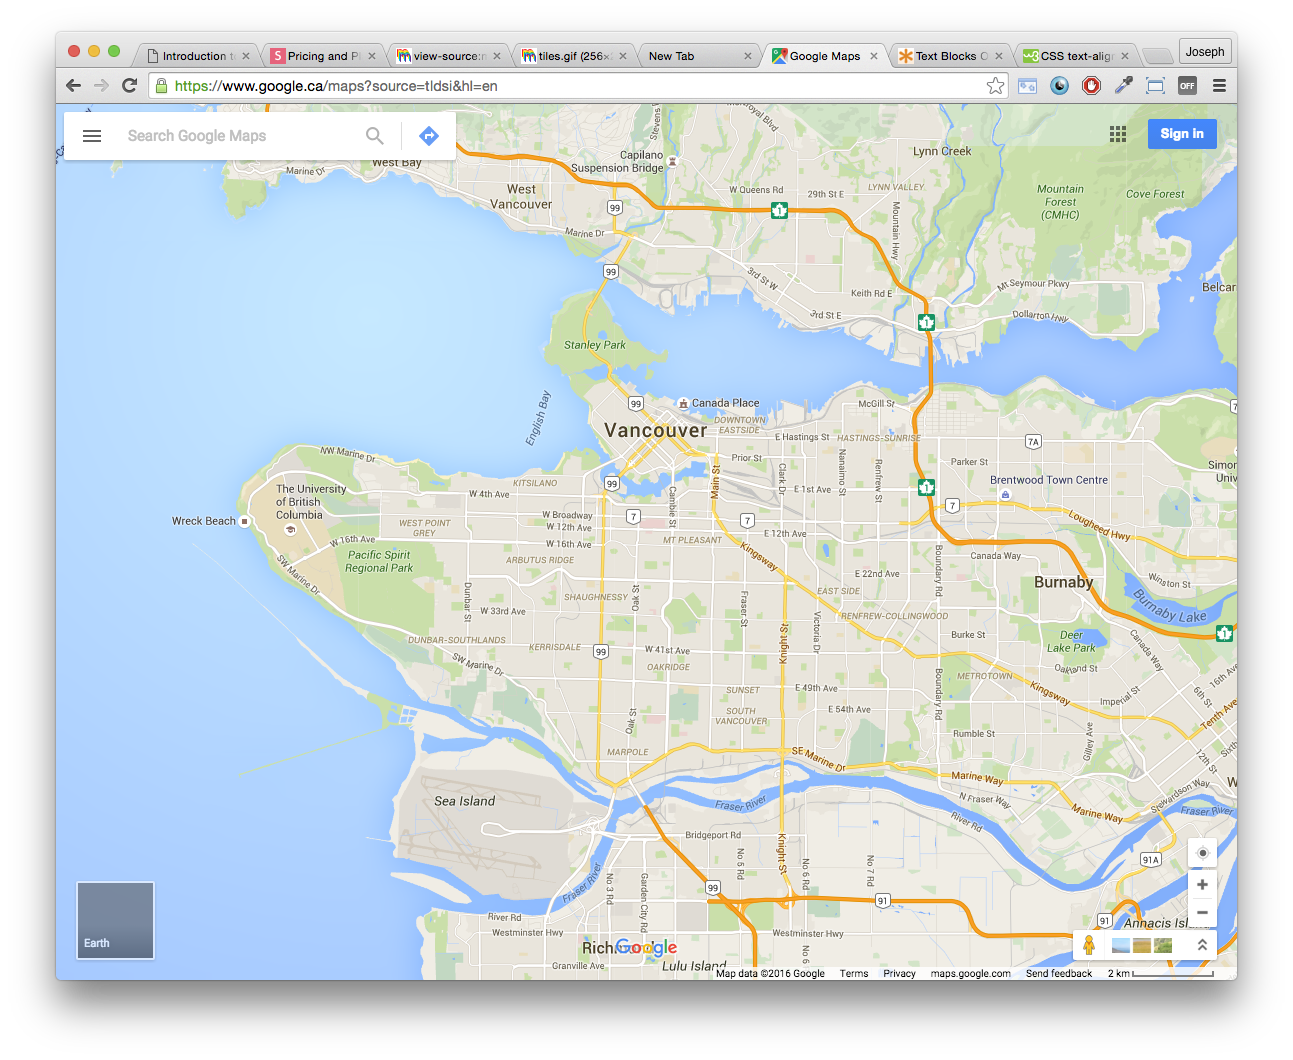 Joseph
Introduction to
Pricing and Pl
view-source:n
tiles.gif (256×
New Tab
Google Maps
Text Blocks
CSS text-align
https://www.google.ca/maps?source=tldsi&hl=en
OFF
Search Google Maps
Sign in
Stevens
Capilano
Suspension Bridge
Lynn Creek
West Bay
Marine Dr
West
Vancouver
W Queens Rd
29th St E
LYNN VALLEY
Mountain
Forest
(CMHC)
Cove Forest
99
1
Marine Dr
Mountain Hwy
99
3rd St W
Keith Rd E
Mt Seymour Pkwy
Belcar
3rd St E
Dollarton Hwy
1
Stanley Park
English Bay
99
Canada Place
McGill St
Vancouver
DOWNTOWN
EASTSIDE
E Hastings St
HASTINGS-SUNRISE
7A
NW Marine Dr
Prior St
Parker St
Simon
Univ
Main St
Clark Dr
Nanaimo St
Renfrew St
KITSILANO
99
Brentwood Town Centre
The University
of British
Columbia
W 4th Ave
Cambie St
E 1st Ave
1
7
Wreck Beach
WEST POINT
GREY
W Broadway
W 12th Ave
7
7
Lougheed Hwy
W 16th Ave
W 16th Ave
MT PLEASANT
E 12th Ave
Pacific Spirit
Regional Park
ARBUTUS RIDGE
Kingsway
Canada Way
SW Marine Dr
E 22nd Ave
Boundary Rd
Burnaby
Winston St
Dunbar St
SHAUGHNESSY
Oak St
Fraser St
EAST SIDE
Burnaby Lake
W 33rd Ave
Victoria Dr
RENFREW-COLLINGWOOD
1
DUNBAR-SOUTHLANDS
KERRISDALE
99
W 41st Ave
Knight St
Burke St
Deer
Lake Park
Canada Way
SW Marine Dr
OAKRIDGE
METROTOWN
Oakland St
16th Ave
SUNSET
E 49th Ave
Boundary Rd
Kingsway
Imperial St
6th St
Oak St
SOUTH
VANCOUVER
E 54th Ave
Tenth Ave
Rumble St
Gilley Ave
Sixth
12th St
MARPOLE
SE Marine Dr
Marine Way
Stewardson Way
Sea Island
Fraser River
N Fraser Way
Marine Way
Fraser River
River Rd
Bridgeport Rd
Knight St
No 5 Rd
No 6 Rd
No 7 Rd
91A
Fraser River
No 3 Rd
Garden City Rd
99
91
91
River Rd
Annacis Isl
Westminster Hwy
Westminster Hwy
Google
Granville Ave
Lulu Island
No 6
Earth
Map data ©2016 Google
Terms
Privacy
maps.google.com
Send feedback
2 km